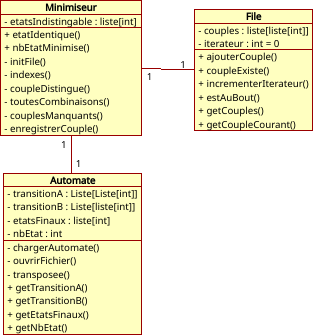 Minimiseur
- etatsIndistingable : liste[int]
+ etatIdentique()
+ nbEtatMinimise()
- initFile()
- indexes()
- coupleDistingue()
- toutesCombinaisons()
- couplesManquants()
- enregistrerCouple()
1
1
File
- couples : liste[liste[int]]
- iterateur : int = 0
+ ajouterCouple()
+ coupleExiste()
+ incrementerIterateur()
+ estAuBout()
+ getCouples()
+ getCoupleCourant()
1
1
Automate
- transitionA : Liste[Liste[int]]
- transitionB : Liste[liste[int]]
- etatsFinaux : liste[int]
- nbEtat : int
- chargerAutomate()
- ouvrirFichier()
- transposee()
+ getTransitionA()
+ getTransitionB()
+ getEtatsFinaux()
+ getNbEtat()